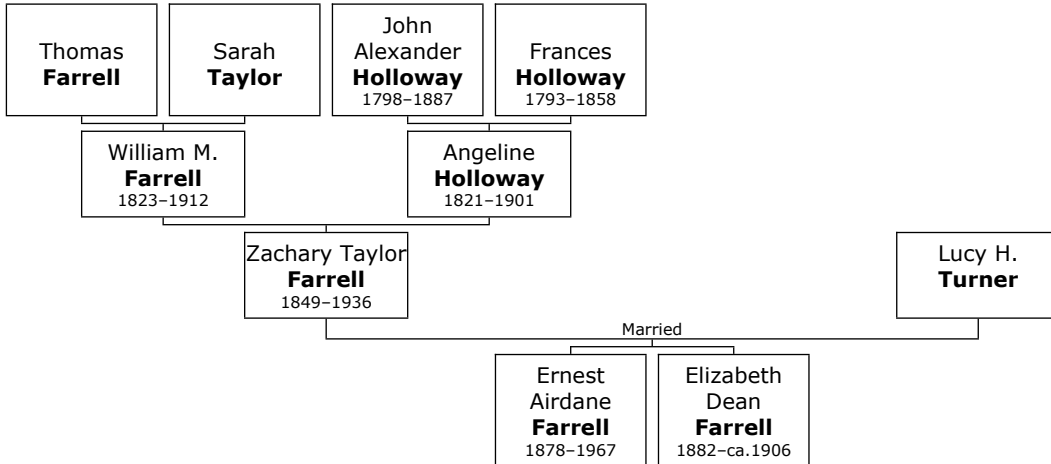 Thomas
Farrell
Sarah
Taylor
John
Alexander
Holloway
1798–1887
Frances
Holloway
1793–1858
William M.
Farrell
1823–1912
Angeline
Holloway
1821–1901
Zachary Taylor
Farrell
1849–1936
Lucy H.
Turner
Married
Ernest
Airdane
Farrell
1878–1967
Elizabeth
Dean
Farrell
1882–ca.1906